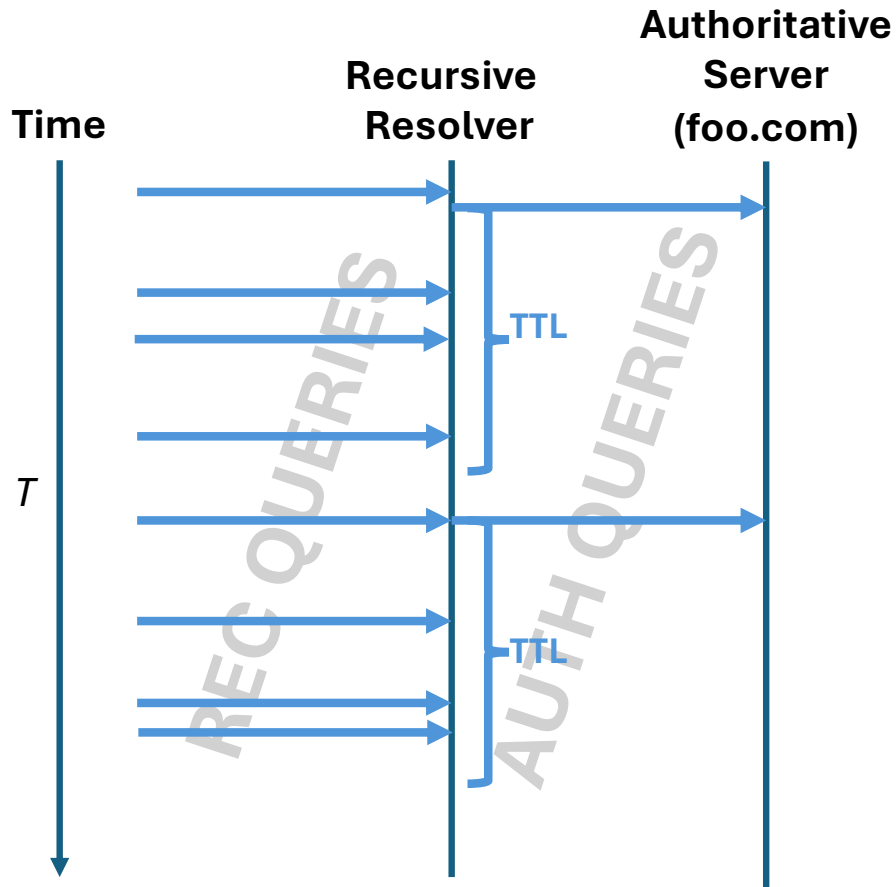 Time
Recursive
Resolver
Authoritative
Server
(foo.com)
TTL
T
TTL
REC QUERIES
AUTH QUERIES